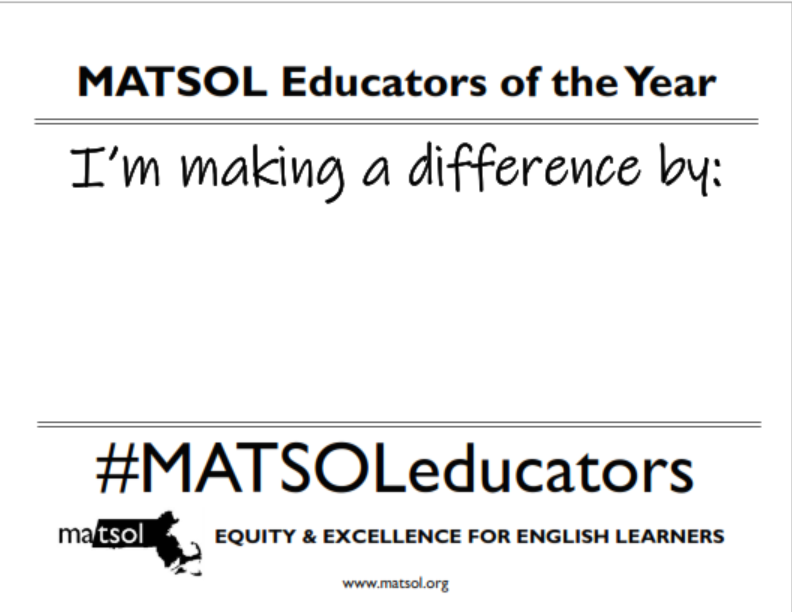 MATSOL Educators of the Year
I'm making a difference by:
#MATSOLeducators
matsol
EQUITY & EXCELLENCE FOR ENGLISH LEARNERS
www.matsol.org